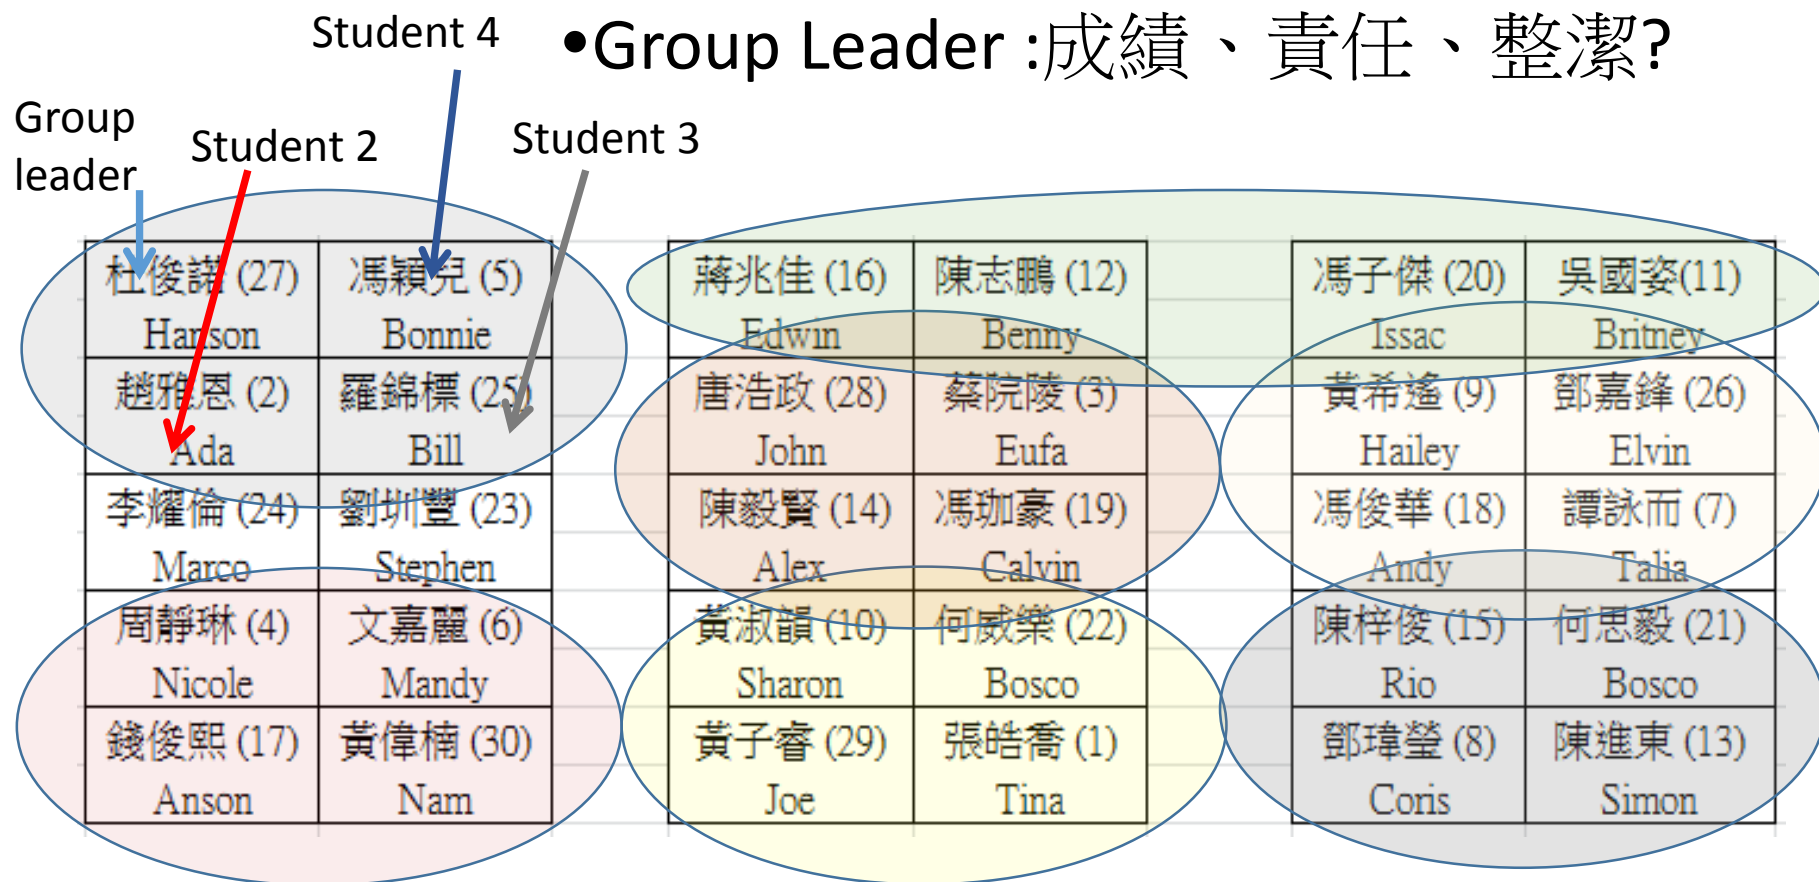 Student 4
•Group Leader :成績、責任、整潔?
Group
leader
Student 2
Student 3
杜俊諾 (27) 馮穎兒 (5) 蔣兆佳 (16) 陳志鵬 (12) 馮子傑 (20) 吳國姿(11)
Hanson Bonnie Edwin Benny Issac Britney
趙雅恩 (2) 羅錦標 (25) 唐浩政 (28) 蔡院陵 (3) 黃希遙 (9) 鄧嘉鋒 (26)
Ada Bill John Eufa Hailey Elvin
李耀倫 (24) 劉圳豐 (23) 陳毅賢 (14) 馮珈豪 (19) 馮俊華 (18) 譚詠而 (7)
Marco Stephen Alex Calvin Andy Talia
周靜琳 (4) 文嘉麗 (6) 黃淑韻 (10) 何威樂 (22) 陳梓俊 (15) 何思毅 (21)
Nicole Mandy Sharon Bosco Rio Bosco
錢俊熙 (17) 黃偉楠 (30) 黃子睿 (29) 張皓喬 (1) 鄧瑋瑩 (8) 陳進東 (13)
Anson Nam Joe Tina Coris Simon